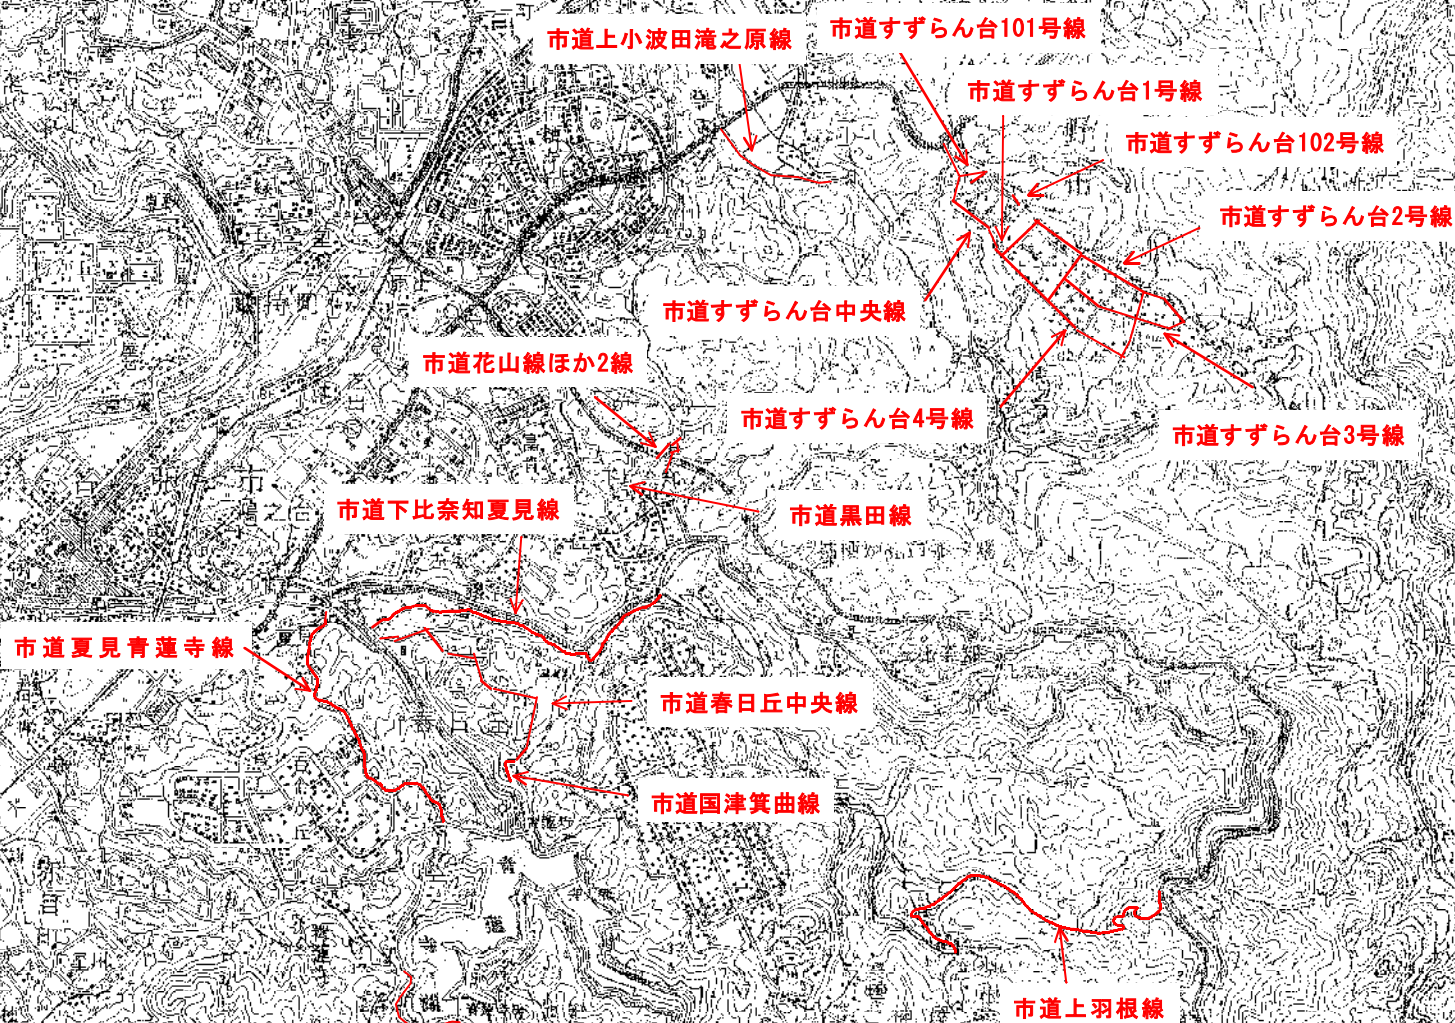 市道上小波田滝之原線
市道すずらん台101号線
市道すずらん台1号線
市道すずらん台102号線
市道すずらん台2号線
市道すずらん台中央線
市道花山線ほか2線
市道すずらん台4号線
市道すずらん台3号線
市道下比奈知夏見線
市道黒田線
市道夏見青蓮寺線
市道春日丘中央線
市道国津箕曲線
市道上羽根線